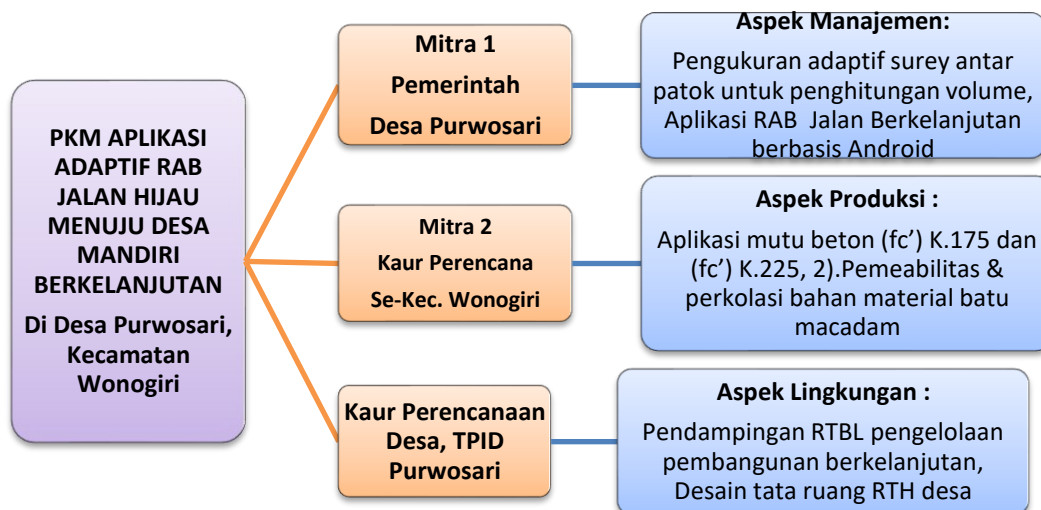 PKM APLIKASI
ADAPTIF RAB
JALAN HIJAU
MENUJU DESA
MANDIRI
BERKELANJUTAN
Di Desa Purwosari,
Kecamatan
Wonogiri
Mitra 1
Pemerintah
Desa Purwosari
Aspek Manajemen:
Pengukuran adaptif surey antar
patok untuk penghitungan volume,
Aplikasi RAB Jalan Berkelanjutan
berbasis Android
Mitra 2
Kaur Perencana
Se-Kec. Wonogiri
Aspek Produksi :
Aplikasi mutu beton (fc’) K.175 dan
(fc’) K.225, 2).Pemeabilitas &
perkolasi bahan material batu
macadam
Kaur Perencanaan
Desa, TPID
Purwosari
Aspek Lingkungan :
Pendampingan RTBL pengelolaan
pembangunan berkelanjutan,
Desain tata ruang RTH desa